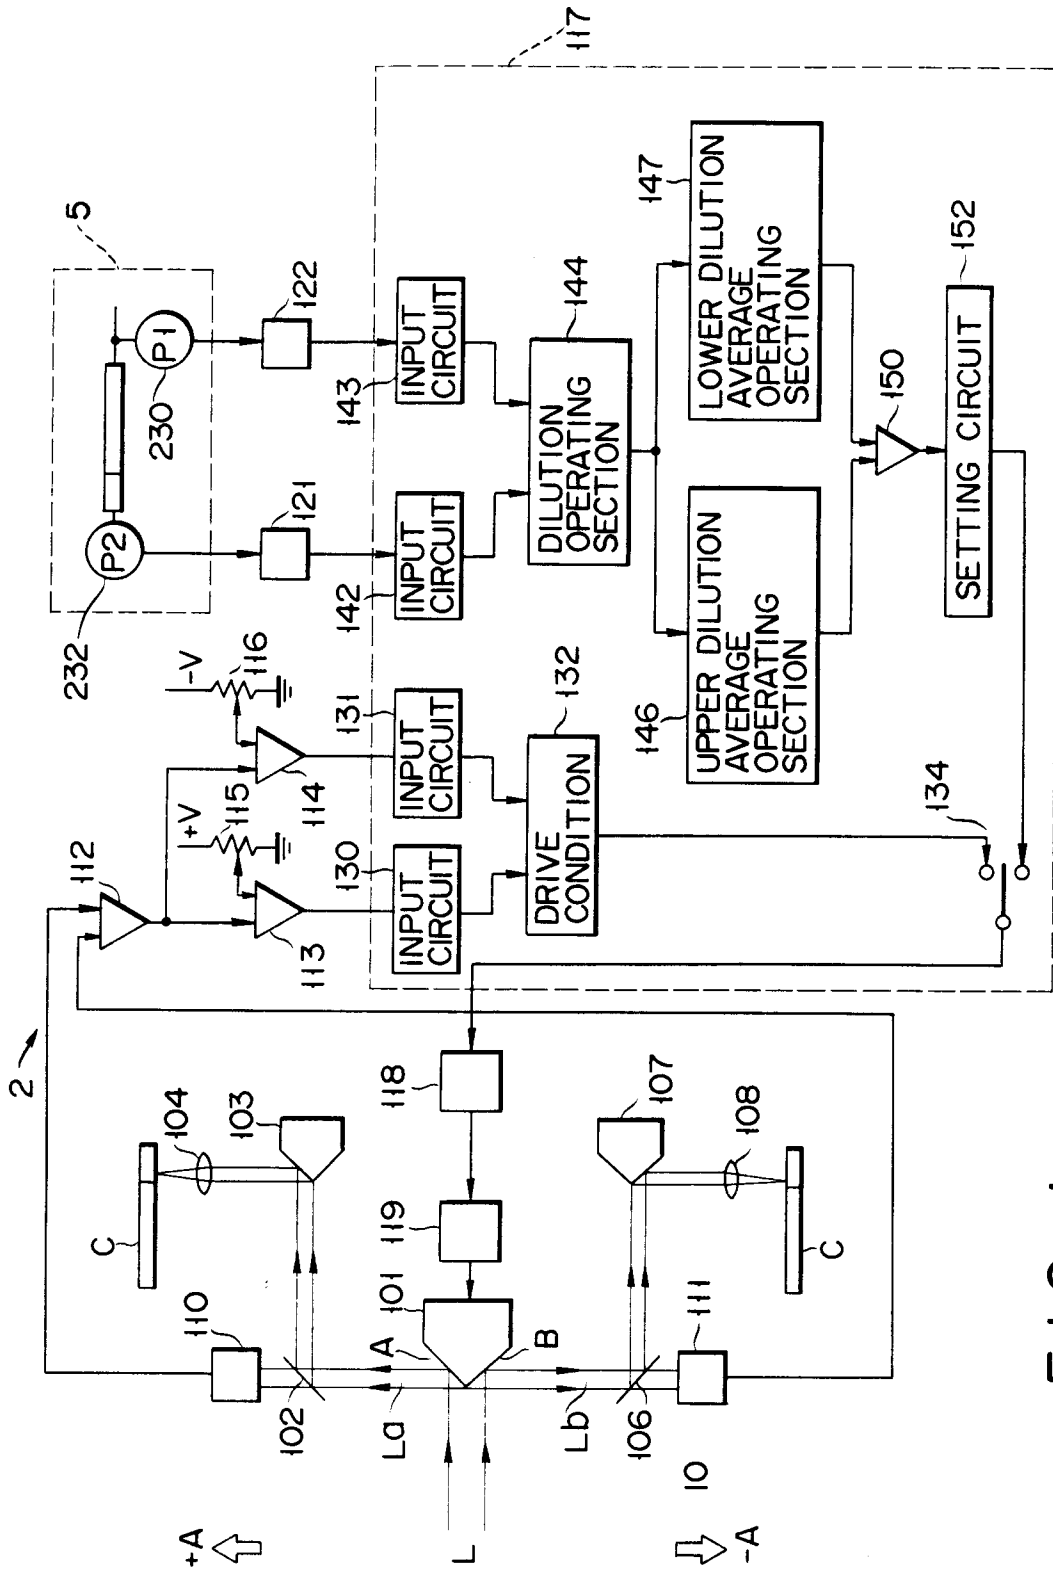 +A
L
-A
10
2
102
110
C
104
103
La
A
101
B
Lb
119
118
106
111
C
108
107
112
+V
115
-V
116
113
114
232
P2
P1
230
5
121
122
117
130
INPUT
CIRCUIT
131
INPUT
CIRCUIT
142
INPUT
CIRCUIT
143
INPUT
CIRCUIT
DRIVE
CONDITION
132
DILUTION
OPERATING
SECTION
144
146
UPPER DILUTION
AVERAGE
OPERATING
SECTION
147
LOWER DILUTION
AVERAGE
OPERATING
SECTION
150
134
SETTING CIRCUIT
152